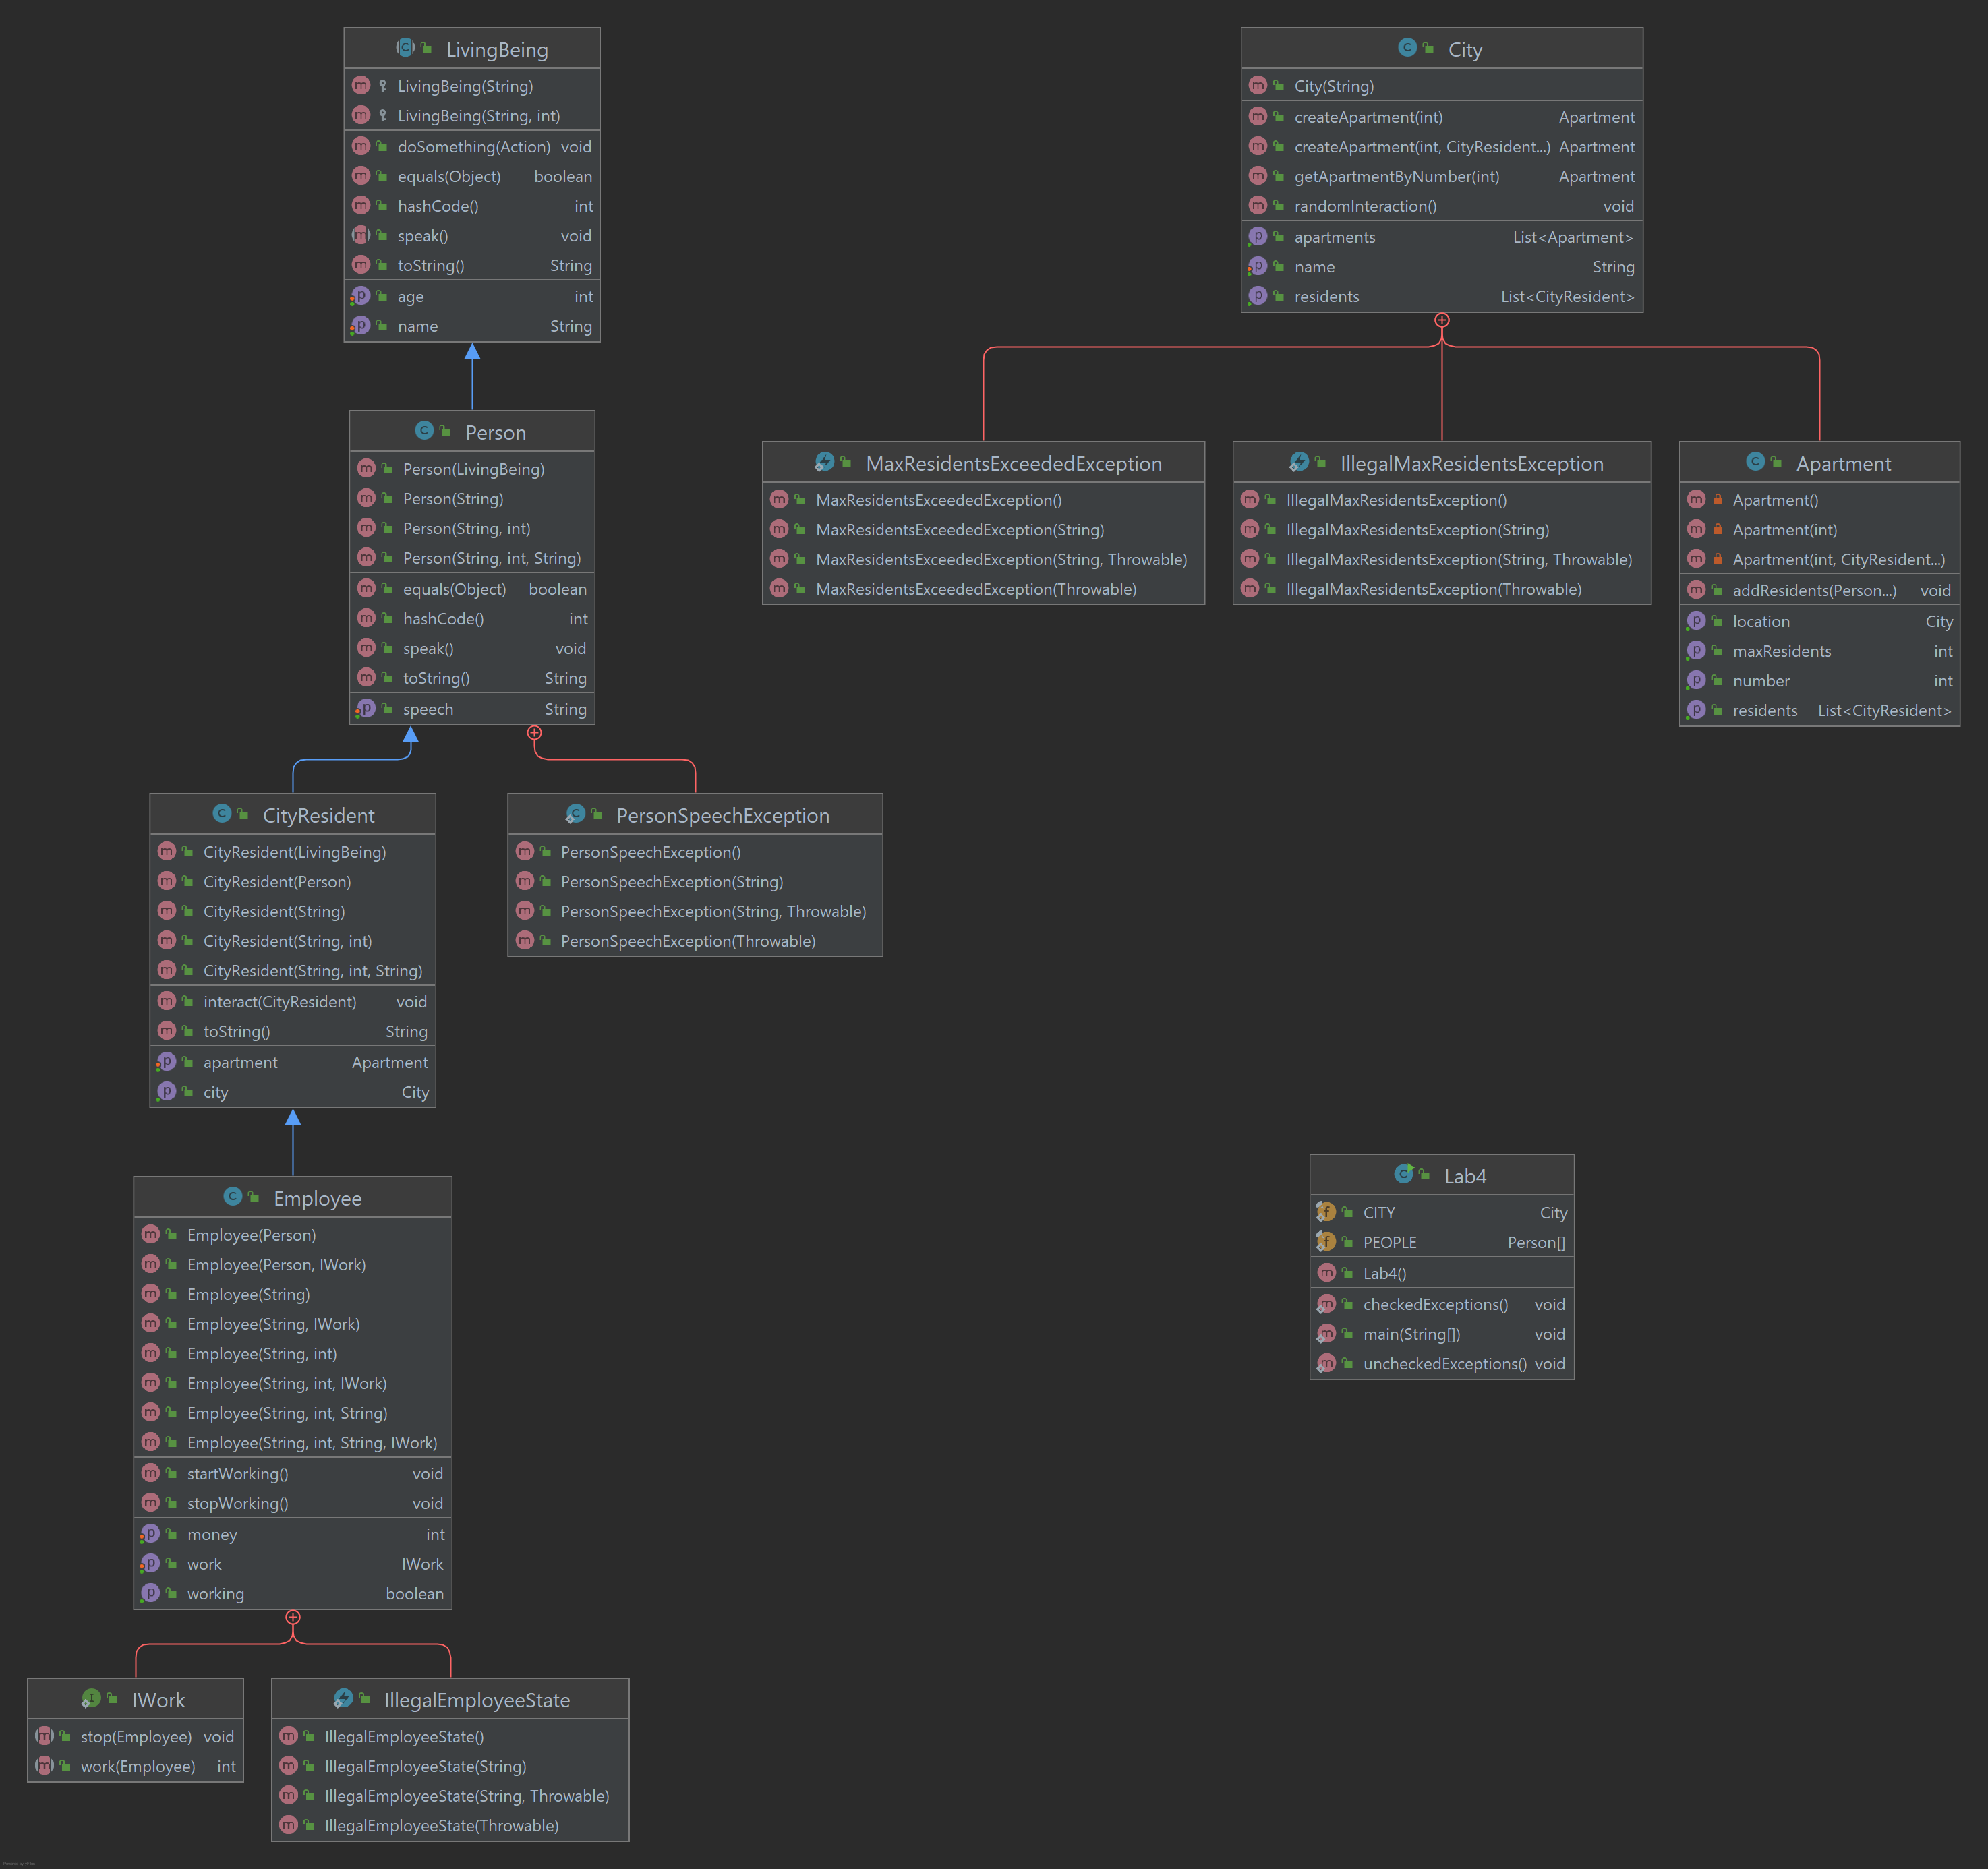 LivingBeing
LivingBeing(String)
LivingBeing(String, int)
doSomething(Action) void
equals(Object) boolean
hashCode() int
speak() void
toString() String
age int
name String
City
City(String)
createApartment(int) Apartment
createApartment(int, CityResident...) Apartment
getApartmentByNumber(int) Apartment
randomInteraction() void
apartments List<Apartment>
name String
residents List<CityResident>
Person
Person(LivingBeing)
Person(String)
Person(String, int)
Person(String, int, String)
equals(Object) boolean
hashCode() int
speak() void
toString() String
speech String
MaxResidentsExceededException
MaxResidentsExceededException()
MaxResidentsExceededException(String)
MaxResidentsExceededException(String, Throwable)
MaxResidentsExceededException(Throwable)
IllegalMaxResidentsException
IllegalMaxResidentsException()
IllegalMaxResidentsException(String)
IllegalMaxResidentsException(String, Throwable)
IllegalMaxResidentsException(Throwable)
Apartment
Apartment()
Apartment(int)
Apartment(int, CityResident...)
addResidents(Person...) void
location City
maxResidents int
number int
residents List<CityResident>
CityResident
CityResident(LivingBeing)
CityResident(Person)
CityResident(String)
CityResident(String, int)
CityResident(String, int, String)
interact(CityResident) void
toString() String
apartment Apartment
city City
PersonSpeechException
PersonSpeechException()
PersonSpeechException(String)
PersonSpeechException(String, Throwable)
PersonSpeechException(Throwable)
Employee
Employee(Person)
Employee(Person, IWork)
Employee(String)
Employee(String, IWork)
Employee(String, int)
Employee(String, int, IWork)
Employee(String, int, String)
Employee(String, int, String, IWork)
startWorking() void
stopWorking() void
money int
work IWork
working boolean
Lab4
CITY City
PEOPLE Person[]
Lab4()
checkedExceptions() void
main(String[]) void
uncheckedExceptions() void
IWork
stop(Employee) void
work(Employee) int
IllegalEmployeeState
IllegalEmployeeState()
IllegalEmployeeState(String)
IllegalEmployeeState(String, Throwable)
IllegalEmployeeState(Throwable)